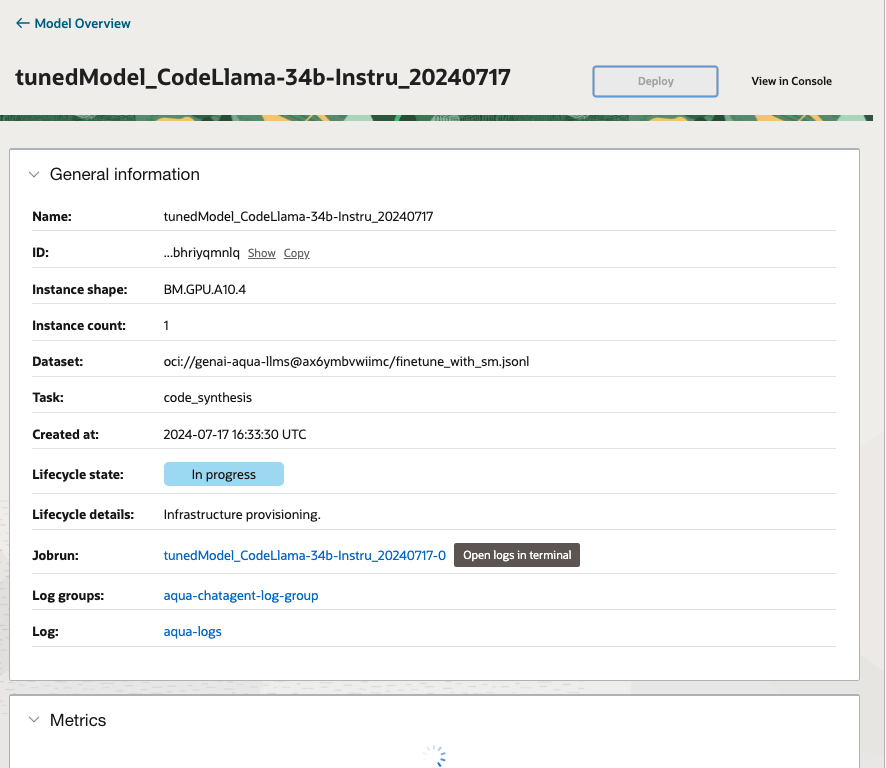 Model Overview
tunedModel_CodeLlama-34b-Instru_20240717
Deploy
View in Console
General information
Name: tunedModel_CodeLlama-34b-Instru_20240717
ID: ...bhriyqmnlq Show Copy
Instance shape: BM.GPU.A10.4
Instance count: 1
Dataset: oci://genai-aqua-llms@ax6ymbvwiimc/finetune_with_sm.jsonl
Task: code_synthesis
Created at: 2024-07-17 16:33:30 UTC
Lifecycle state: In progress
Lifecycle details: Infrastructure provisioning.
Jobrun: tunedModel_CodeLlama-34b-Instru_20240717-0 Open logs in terminal
Log groups: aqua-chatagent-log-group
Log: aqua-logs
Metrics